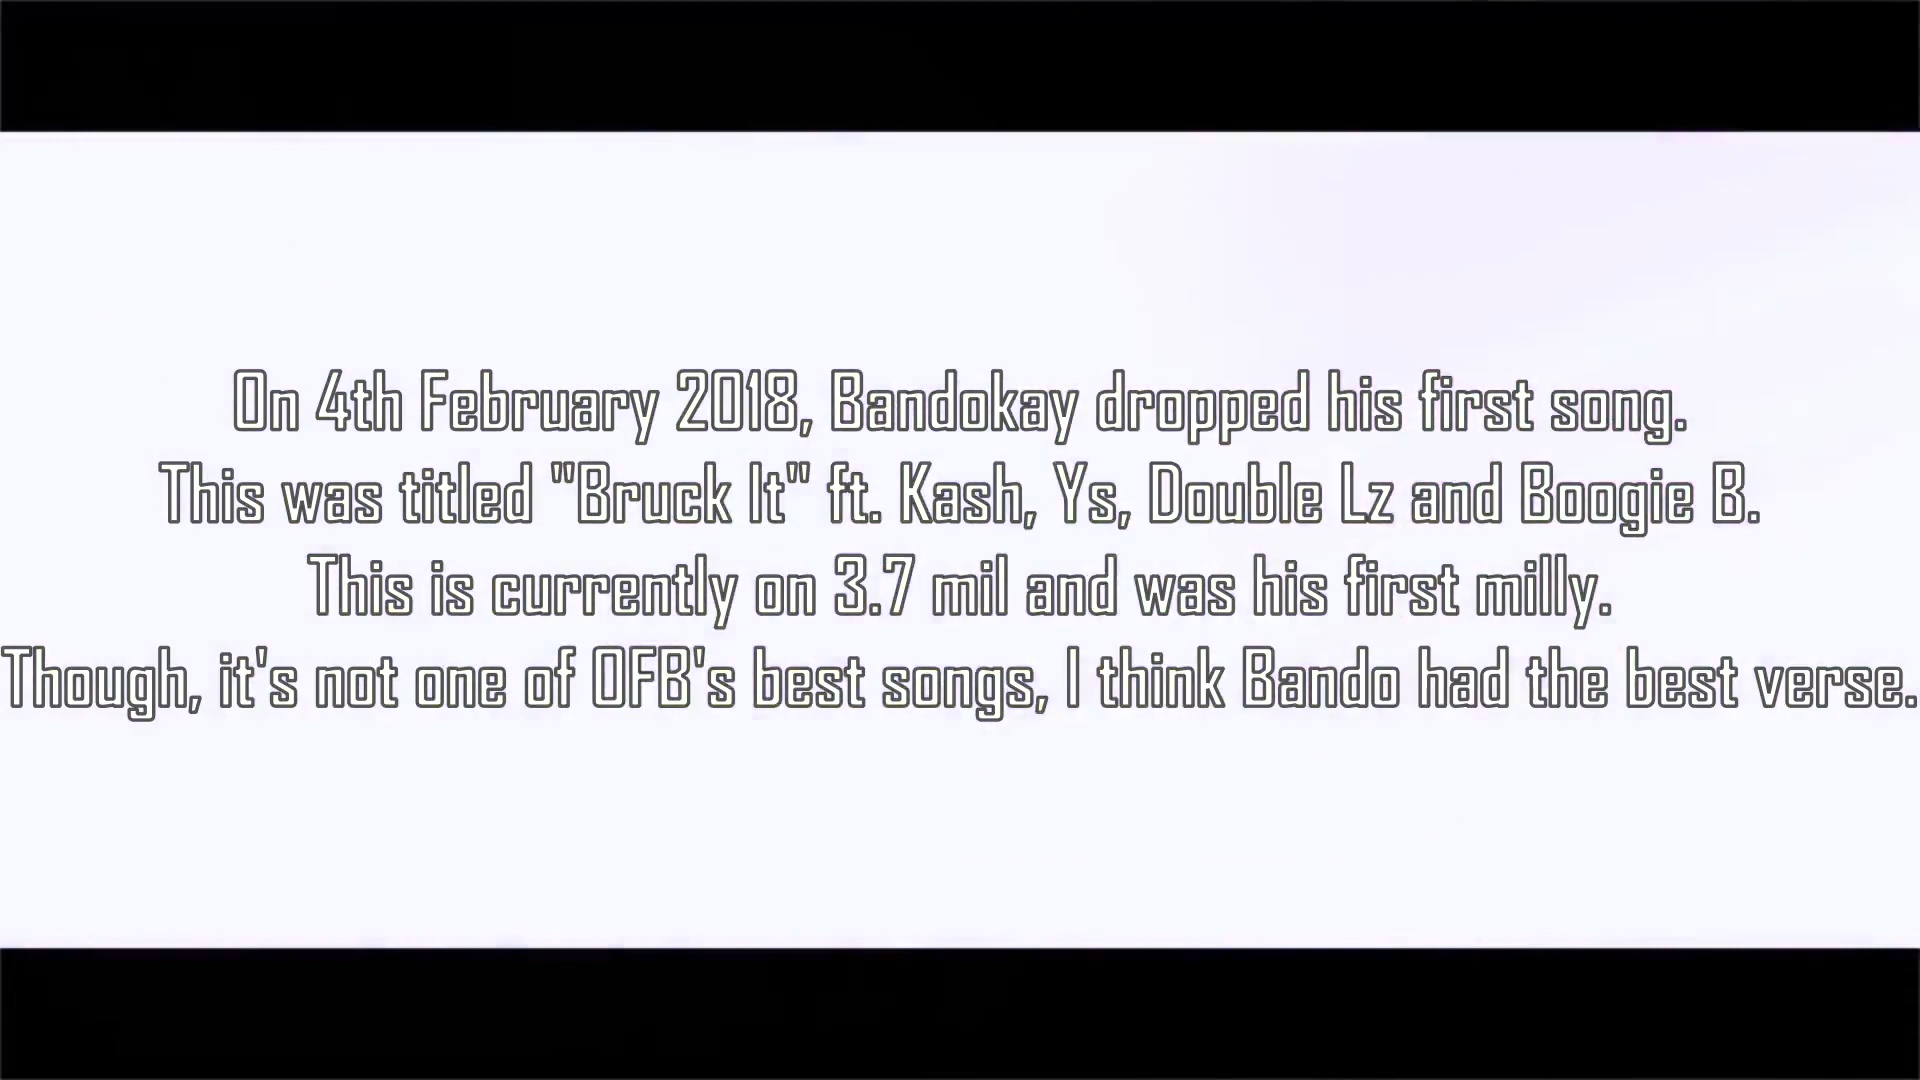 On 4th February 2018, Bandokay dropped his first song.
This was titled "Bruck It" ft. Kash, Ys, Double Lz and Boogie B.
This is currently on 3.7 mil and was his first milly.
Though, it's not one of OFB's best songs, I think Bando had the best verse.